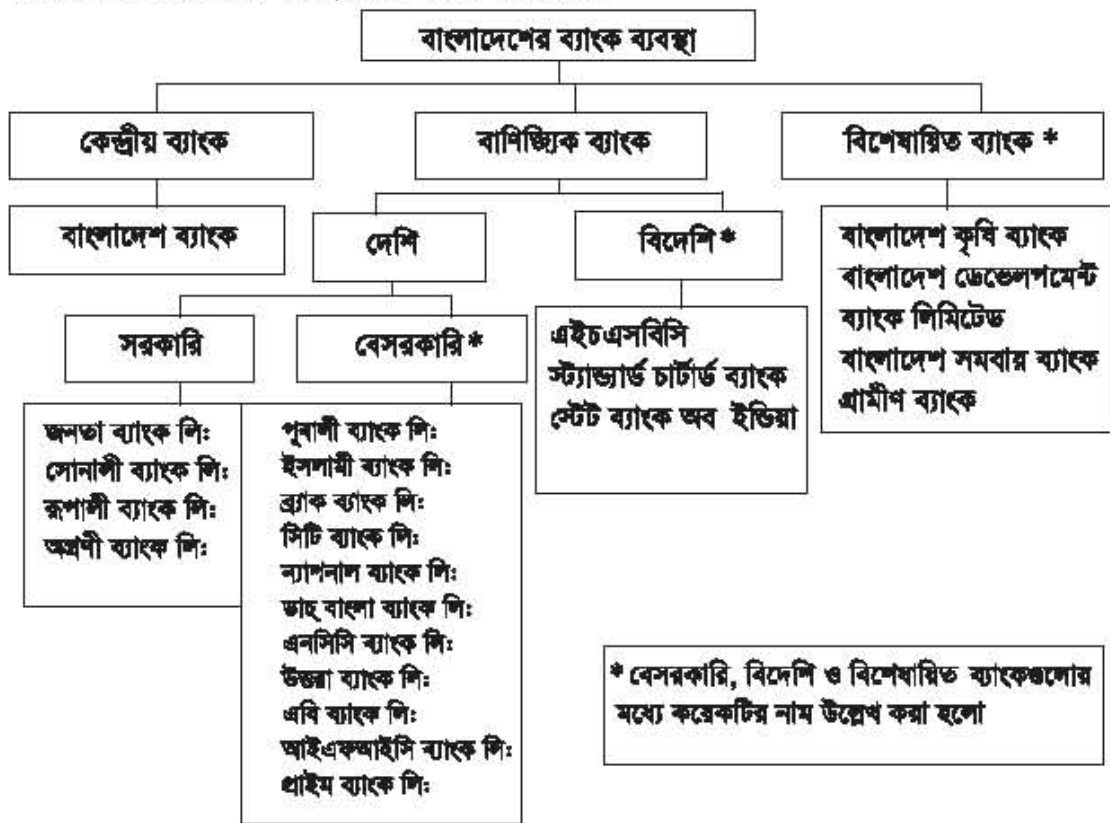 বাংলাদেশের ব্যাংক ব্যবস্থা
কেন্দ্রীয় ব্যাংক
বাণিজ্যিক ব্যাংক
বিশেষায়িত ব্যাংক *
বাংলাদেশ ব্যাংক
দেশি
বিদেশি *
বাংলাদেশ কৃষি ব্যাংক
বাংলাদেশ ডেভেলপমেন্ট
ব্যাংক লিমিটেড
বাংলাদেশ সমবায় ব্যাংক
গ্রামীণ ব্যাংক
সরকারি
বেসরকারি *
এইচএসবিসি
স্ট্যান্ডার্ড চার্টার্ড ব্যাংক
স্টেট ব্যাংক অব ইন্ডিয়া
জনতা ব্যাংক লিঃ
সোনালী ব্যাংক লিঃ
রূপালী ব্যাংক লিঃ
অগ্রণী ব্যাংক লিঃ
পূবালী ব্যাংক লিঃ
ইসলামী ব্যাংক লিঃ
ব্র্যাক ব্যাংক লিঃ
সিটি ব্যাংক লিঃ
ন্যাশনাল ব্যাংক লিঃ
ডাচ্ বাংলা ব্যাংক লিঃ
এনসিসি ব্যাংক লিঃ
উত্তরা ব্যাংক লিঃ
এবি ব্যাংক লিঃ
আইএফআইসি ব্যাংক লিঃ
প্রাইম ব্যাংক লিঃ
* বেসরকারি, বিদেশি ও বিশেষায়িত ব্যাংকগুলোর
মধ্যে কয়েকটির নাম উল্লেখ করা হলো